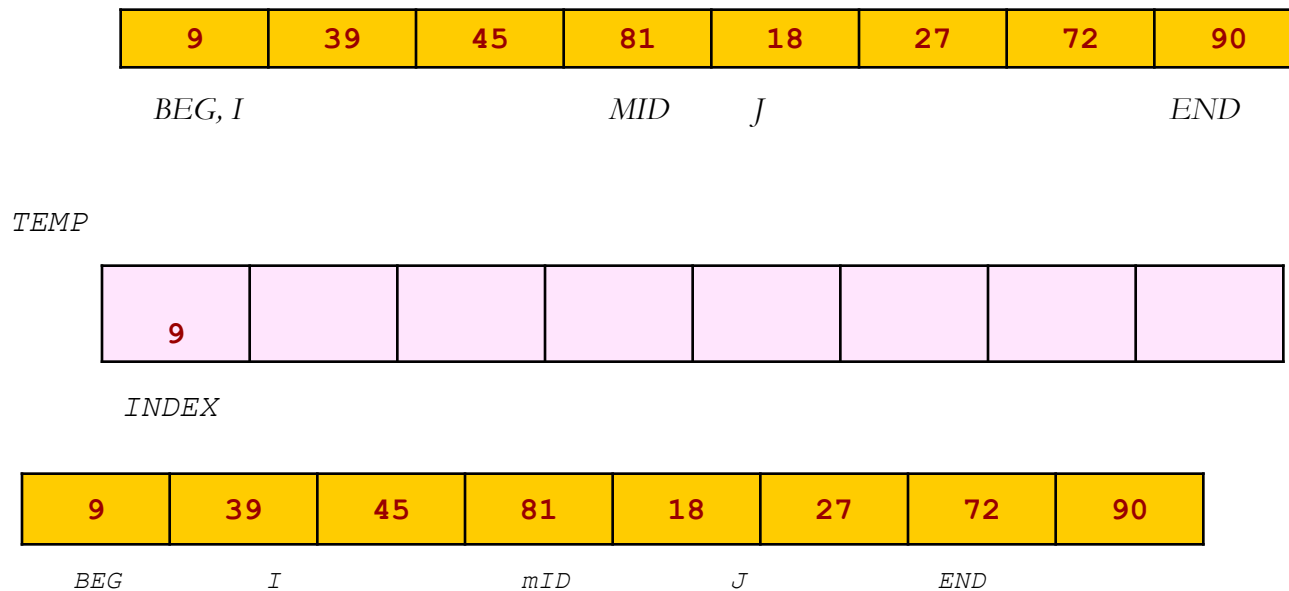 9 39 45 81 18 27 72 90
BEG, I MID J END
TEMP
9
INDEX
9 39 45 81 18 27 72 90
BEG I mID J END